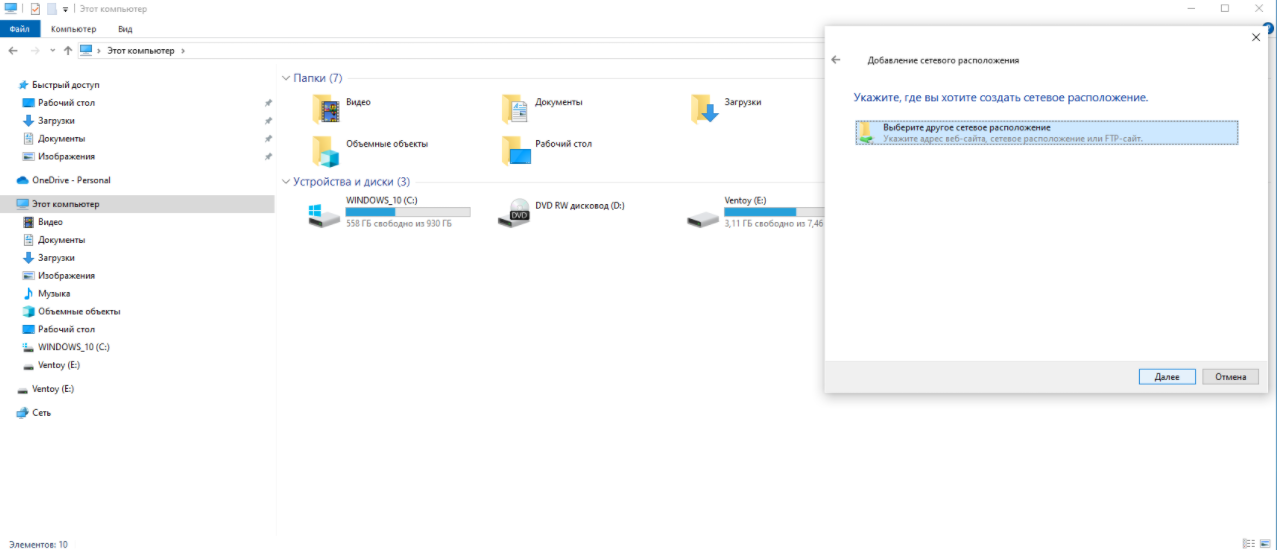 Этот компьютер
Файл
Компьютер
Вид
Этот компьютер
Быстрый доступ
Рабочий стол
Загрузки
Документы
Изображения
OneDrive - Personal
Этот компьютер
Видео
Документы
Загрузки
Изображения
Музыка
Объемные объекты
Рабочий стол
WINDOWS_10 (C:)
Ventoy (E:)
Ventoy (E:)
Сеть
Папки (7)
Видео
Документы
Загрузки
Объемные объекты
Рабочий стол
Устройства и диски (3)
WINDOWS_10 (C:)
558 ГБ свободно из 930 ГБ
DVD
DVD RW дисковод (D:)
Ventoy (E:)
3,11 ГБ свободно из 7,46
Добавление сетевого расположения
Укажите, где вы хотите создать сетевое расположение.
Выберите другое сетевое расположение
Укажите адрес веб-сайта, сетевое расположение или FTP-сайт.
Далее
Отмена
Элементов: 10